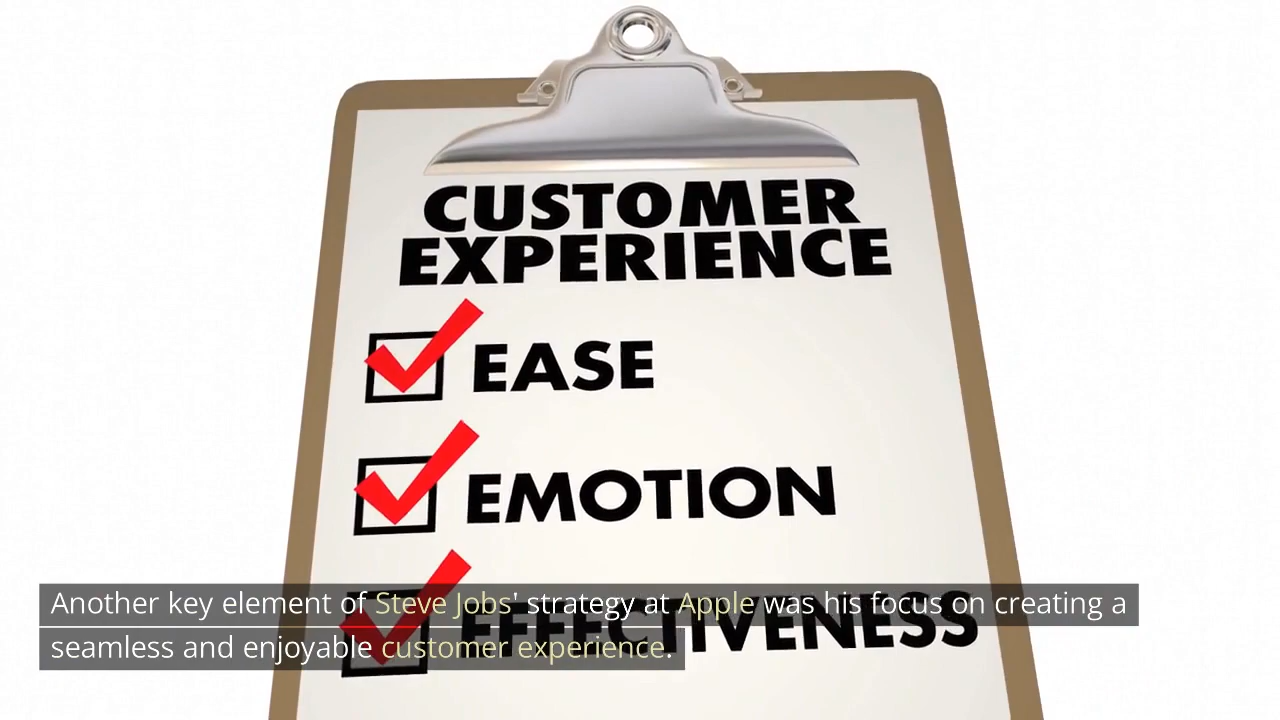 CUSTOMER
EXPERIENCE
EASE
EMOTION
EFFECTIVENESS
Another key element of Steve Jobs' strategy at Apple was his focus on creating a
seamless and enjoyable customer experience.